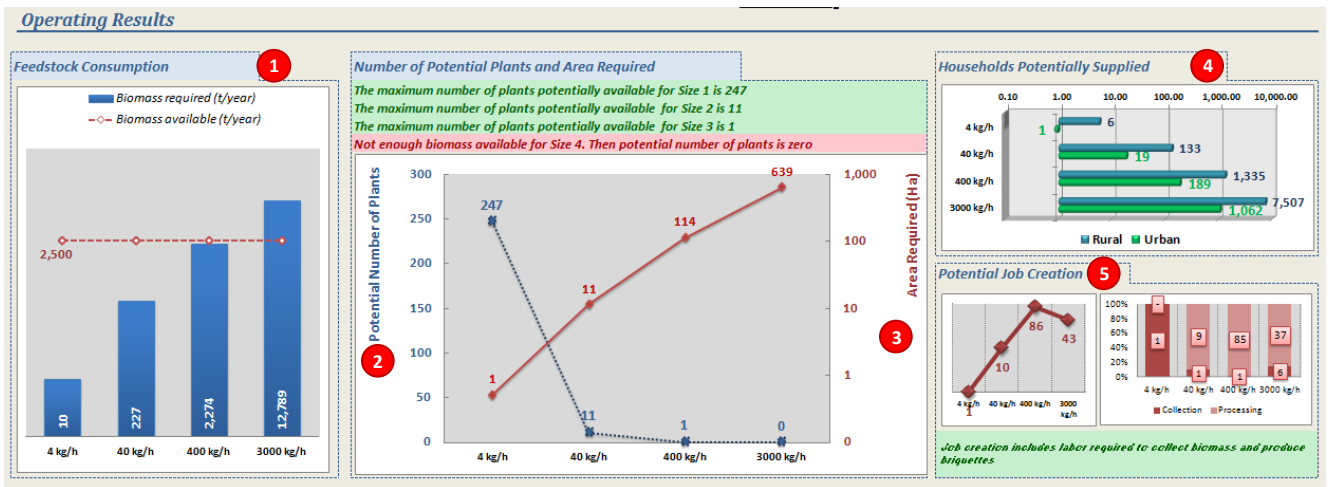 Operating Results
Feedstock Consumption
1
Biomass required (t/year)
Biomass available (t/year)
2,500
10
227
2,274
12,789
4 kg/h
40 kg/h
400 kg/h
3000 kg/h
Number of Potential Plants and Area Required
The maximum number of plants potentially available for Size 1 is 247
The maximum number of plants potentially available for Size 2 is 11
The maximum number of plants potentially available for Size 3 is 1
Not enough biomass available for Size 4. Then potential number of plants is zero
Potential Number of Plants
300
250
200
150
100
50
0
2
247
11
1
0
1
11
114
639
1,000
100
10
1
0
Area Required (Ha)
3
4 kg/h
40 kg/h
400 kg/h
3000 kg/h
Households Potentially Supplied
4
0.10 1.00 10.00 100.00 1,000.00 10,000.00
4 kg/h
40 kg/h
400 kg/h
3000 kg/h
6
1
133
19
1,335
189
7,507
1,062
Rural Urban
Potential Job Creation
5
1
10
86
43
4 kg/h
40 kg/h
400 kg/h
3000 kg/h
100%
80%
60%
40%
20%
0%
-
1
9
1
85
1
37
6
4 kg/h
40 kg/h
400 kg/h
3000 kg/h
Collection Processing
Job creation includes labor required to collect biomass and produce
briquettes